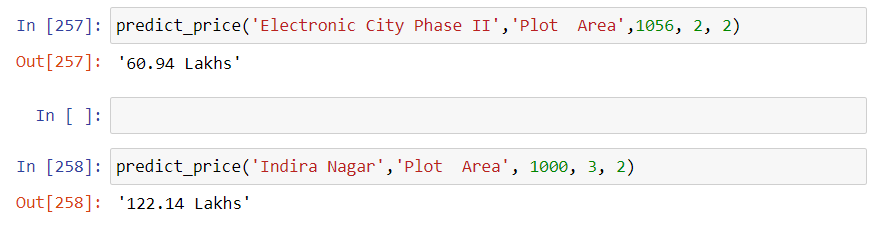 In [257]: predict_price('Electronic City Phase II','Plot  Area',1056, 2, 2)
Out[257]: '60.94 Lakhs'
In [ ]:
In [258]: predict_price('Indira Nagar','Plot  Area', 1000, 3, 2)
Out[258]: '122.14 Lakhs'